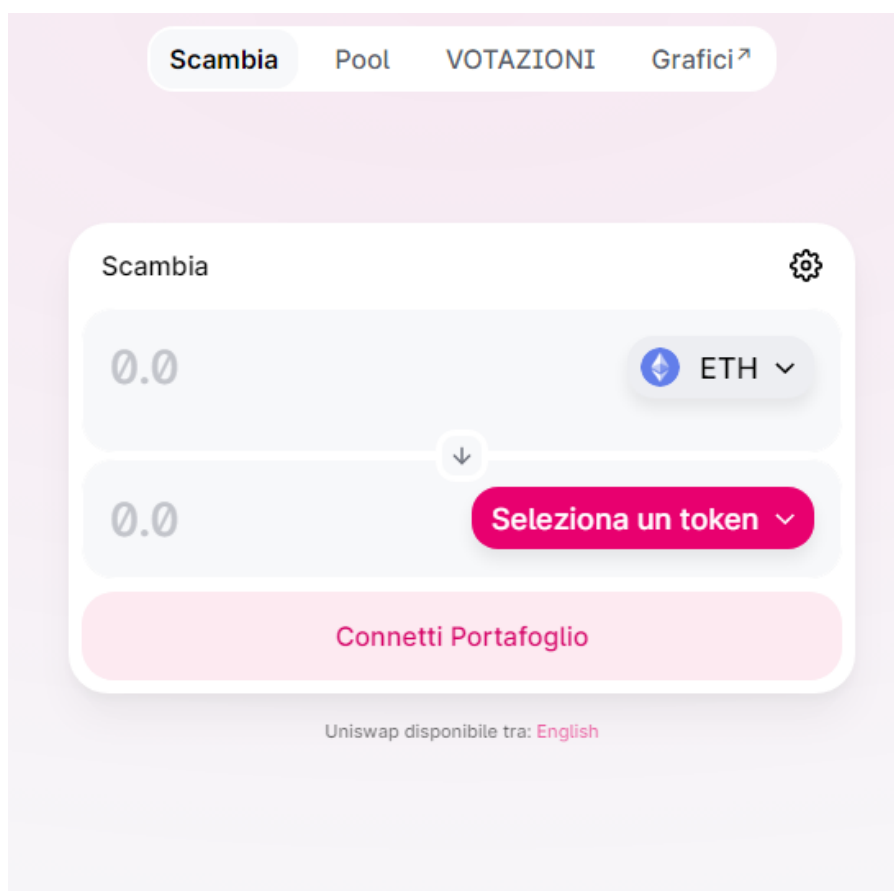 Scambia Pool VOTAZIONI Grafici↗
Scambia
0.0 ETH
0.0 Seleziona un token
Connetti Portafoglio
Uniswap disponibile tra: English